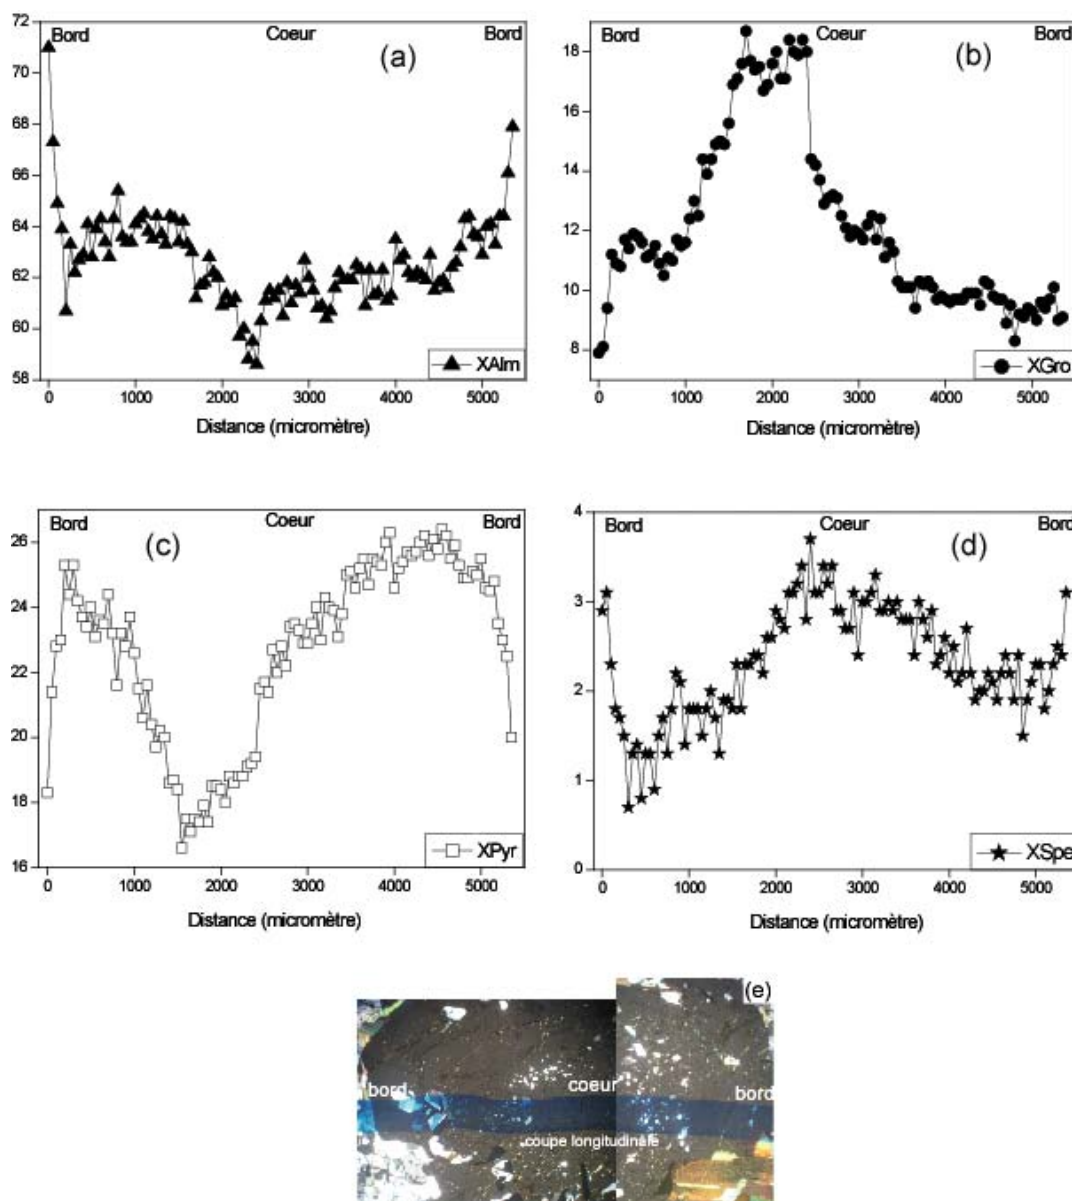 72
70
68
66
64
62
60
58
Bord
Coeur
Bord
(a)
XAlm
0 1000 2000 3000 4000 5000
Distance (micromètre)
18
16
14
12
10
8
Bord
Coeur
Bord
(b)
XGro
0 1000 2000 3000 4000 5000
Distance (micromètre)
26
24
22
20
18
16
Bord
Coeur
Bord
(c)
XPyr
0 1000 2000 3000 4000 5000
Distance (micromètre)
4
3
2
1
0
Bord
Coeur
Bord
(d)
XSpe
0 1000 2000 3000 4000 5000
Distance (micromètre)
(e)
bord
coeur
bord
coupe longitudinale